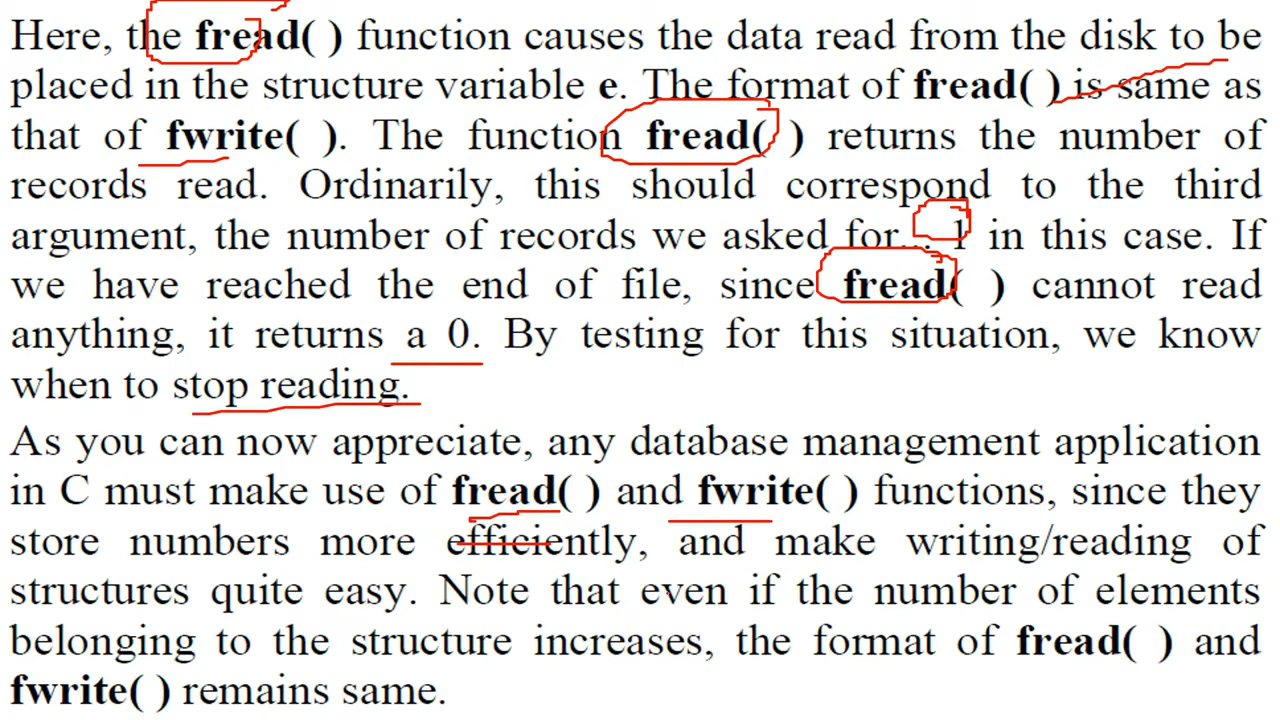 Here, the fread( ) function causes the data read from the disk to be
placed in the structure variable e. The format of fread( ) is same as
that of fwrite( ). The function fread( ) returns the number of
records read. Ordinarily, this should correspond to the third
argument, the number of records we asked for... 1 in this case. If
we have reached the end of file, since fread( ) cannot read
anything, it returns a 0. By testing for this situation, we know
when to stop reading.
As you can now appreciate, any database management application
in C must make use of fread( ) and fwrite( ) functions, since they
store numbers more efficiently, and make writing/reading of
structures quite easy. Note that even if the number of elements
belonging to the structure increases, the format of fread( ) and
fwrite( ) remains same.